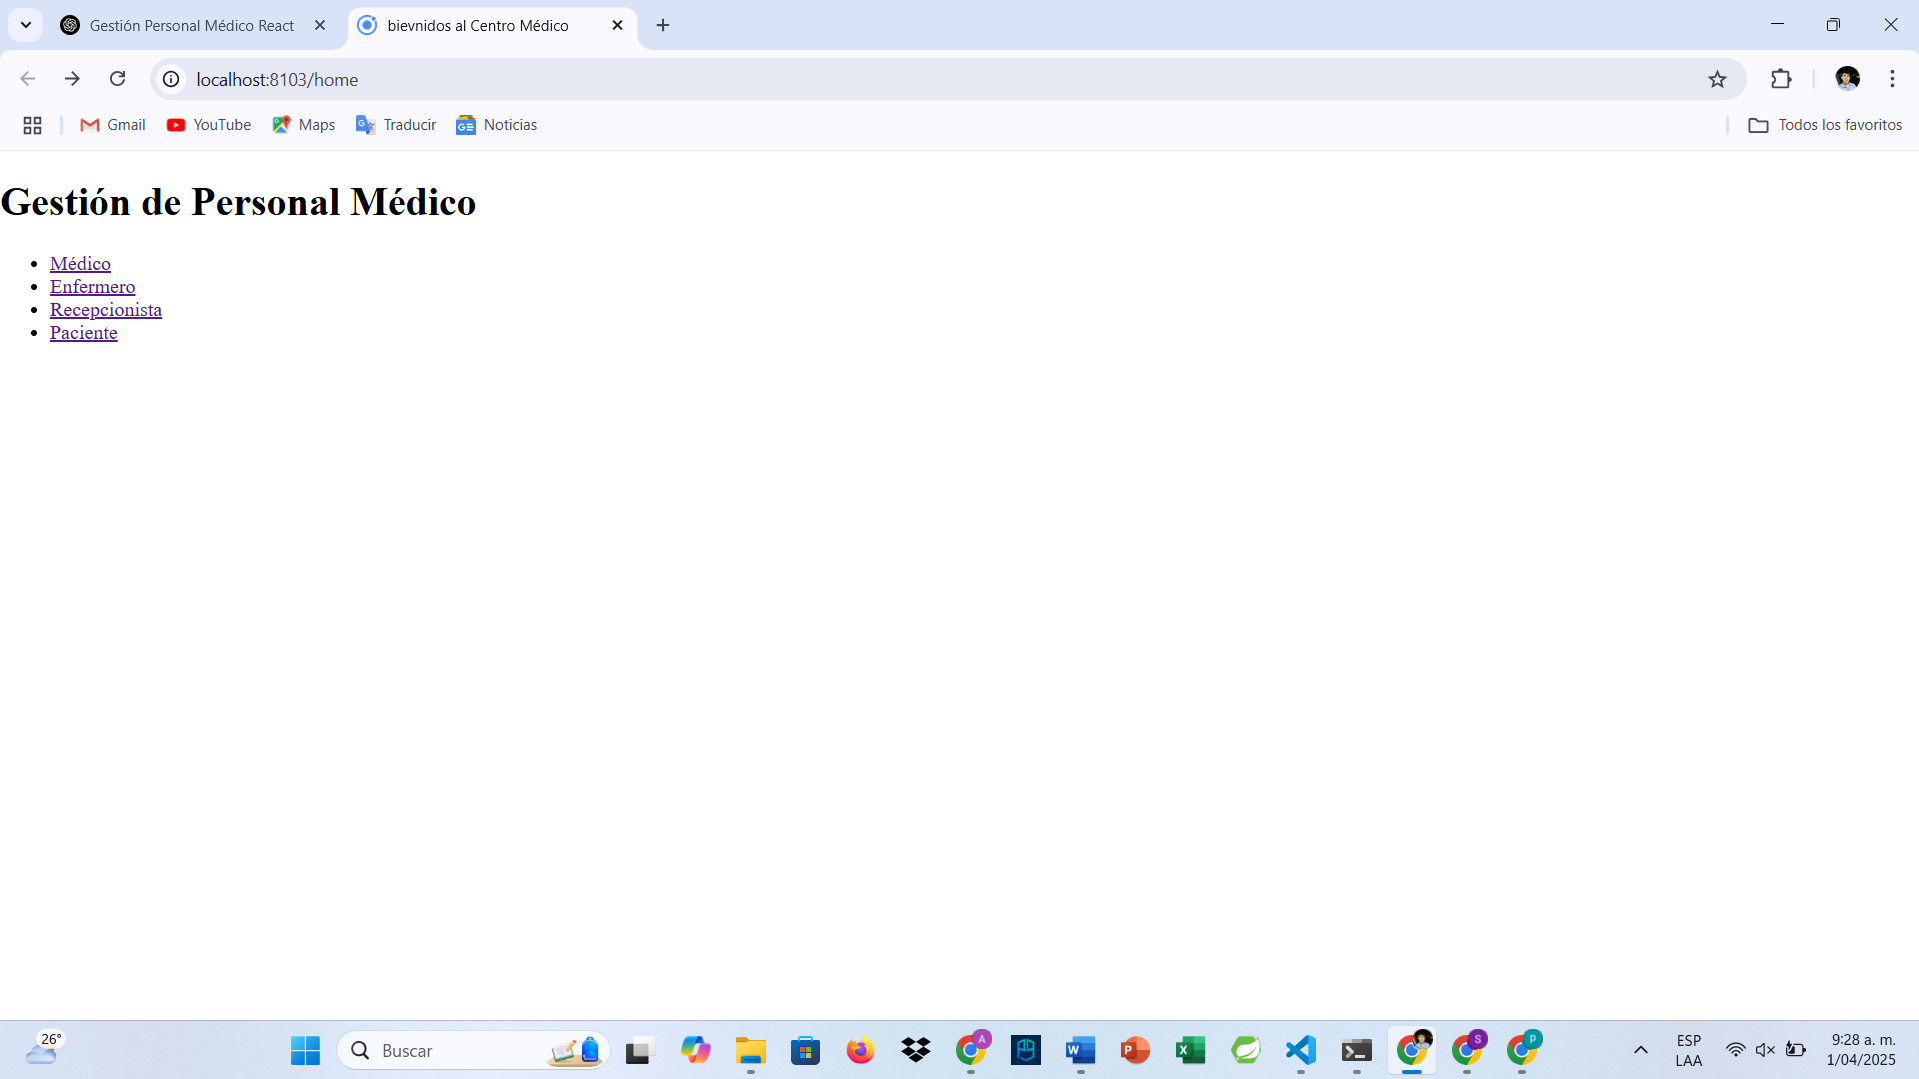 Gestión Personal Médico React
bievnidos al Centro Médico
localhost:8103/home
Gmail
YouTube
Maps
Traducir
Noticias
Todos los favoritos
Gestión de Personal Médico
Médico
Enfermero
Recepcionista
Paciente
26°
Buscar
A
S
P
ESP
LAA
9:28 a. m.
1/04/2025